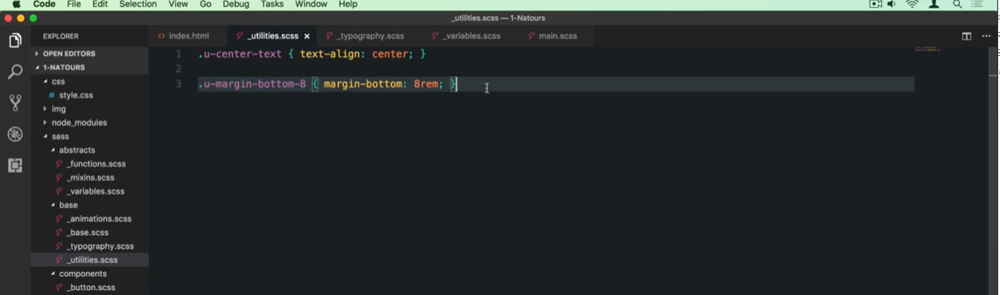 Code File Edit Selection View Go Debug Tasks Window Help
_utilities.scss — 1-Natours
EXPLORER
OPEN EDITORS
1-NATOURS
css
# style.css
img
node_modules
sass
abstracts
_functions.scss
_mixins.scss
_variables.scss
base
_animations.scss
_base.scss
_typography.scss
_utilities.scss
components
_button.scss
<> index.html _utilities.scss × _typography.scss _variables.scss main.scss
1 .u-center-text { text-align: center; }
2
3 .u-margin-bottom-8 { margin-bottom: 8rem; }